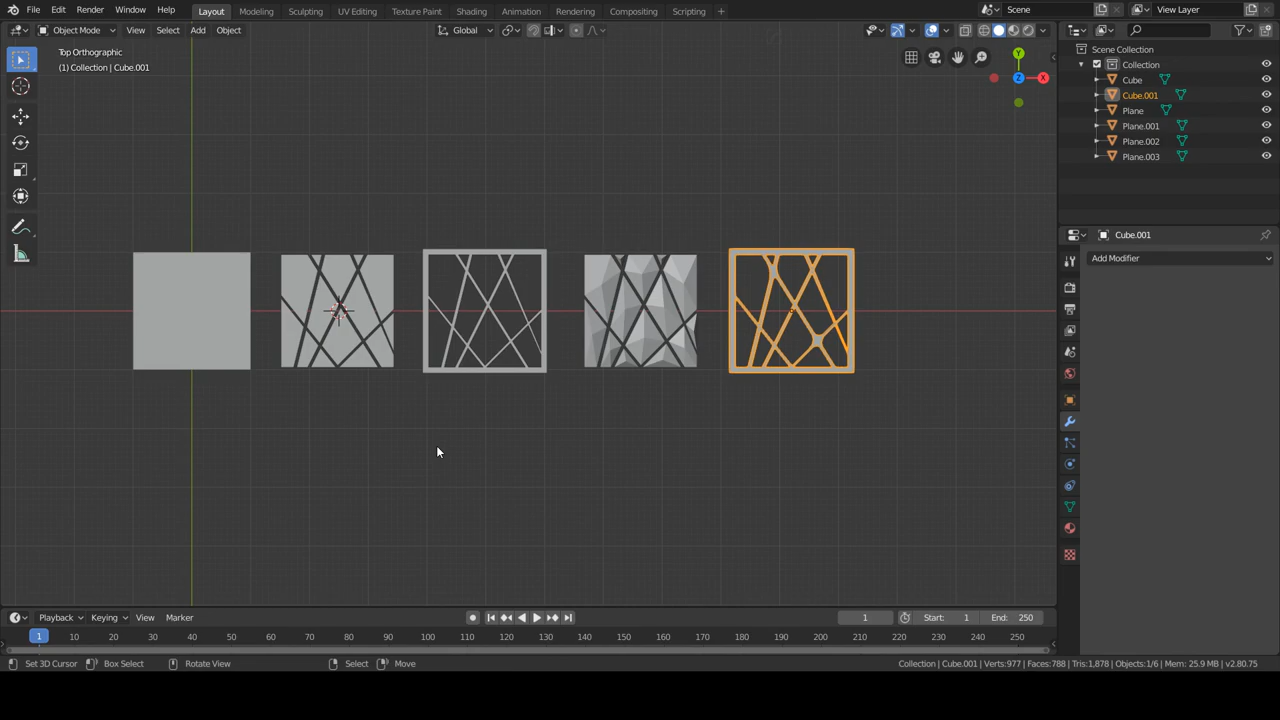 File Edit Render Window Help Layout Modeling Sculpting UV Editing Texture Paint Shading Animation Rendering Compositing Scripting + Scene View Layer
Object Mode View Select Add Object Global
Top Orthographic
(1) Collection | Cube.001
Y
Z
X
Scene Collection
Collection
Cube
Cube.001
Plane
Plane.001
Plane.002
Plane.003
Cube.001
Add Modifier
Playback Keying View Marker 1 Start: 1 End: 250
1 10 20 30 40 50 60 70 80 90 100 110 120 130 140 150 160 170 180 190 200 210 220 230 240 250
Set 3D Cursor Box Select Rotate View Select Move Collection | Cube.001 | Verts:977 | Faces:788 | Tris:1,878 | Objects:1/6 | Mem: 25.9 MB | v2.80.75